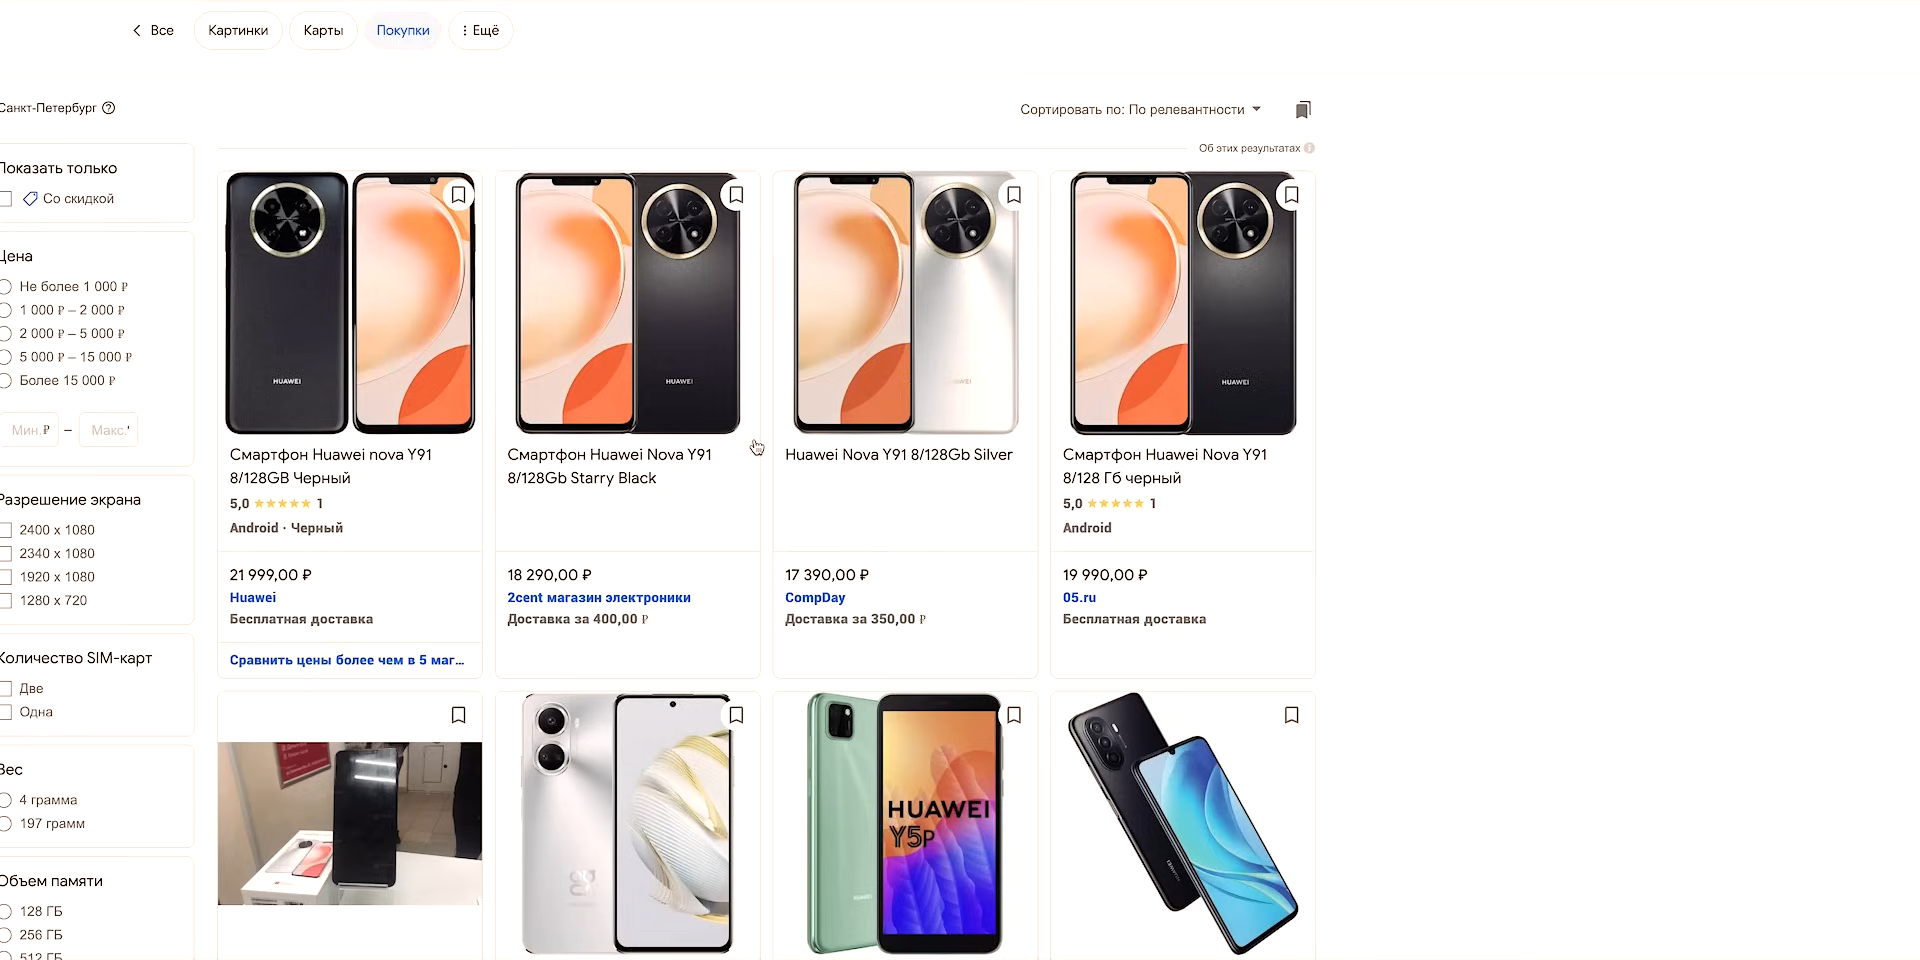 Все
Картинки
Карты
Покупки
Ещё
Санкт-Петербург
Сортировать по: По релевантности
Об этих результатах
Показать только
Со скидкой
Цена
Не более 1 000 ₽
1 000 ₽ – 2 000 ₽
2 000 ₽ – 5 000 ₽
5 000 ₽ – 15 000 ₽
Более 15 000 ₽
Мин. ₽ – Макс.
Разрешение экрана
2400 x 1080
2340 x 1080
1920 x 1080
1280 x 720
Количество SIM-карт
Две
Одна
Вес
4 грамма
197 грамм
Объем памяти
128 ГБ
256 ГБ
512 ГБ
HUAWEI
Смартфон Huawei nova Y91
8/128GB Черный
5,0 ★★★★★ 1
Android · Черный
21 999,00 ₽
Huawei
Бесплатная доставка
Сравнить цены более чем в 5 маг...
HUAWEI
Смартфон Huawei Nova Y91
8/128Gb Starry Black
18 290,00 ₽
2cent магазин электроники
Доставка за 400,00 ₽
Huawei Nova Y91 8/128Gb Silver
17 390,00 ₽
CompDay
Доставка за 350,00 ₽
HUAWEI
Смартфон Huawei Nova Y91
8/128 Гб черный
5,0 ★★★★★ 1
Android
19 990,00 ₽
05.ru
Бесплатная доставка
HUAWEI
Y5P